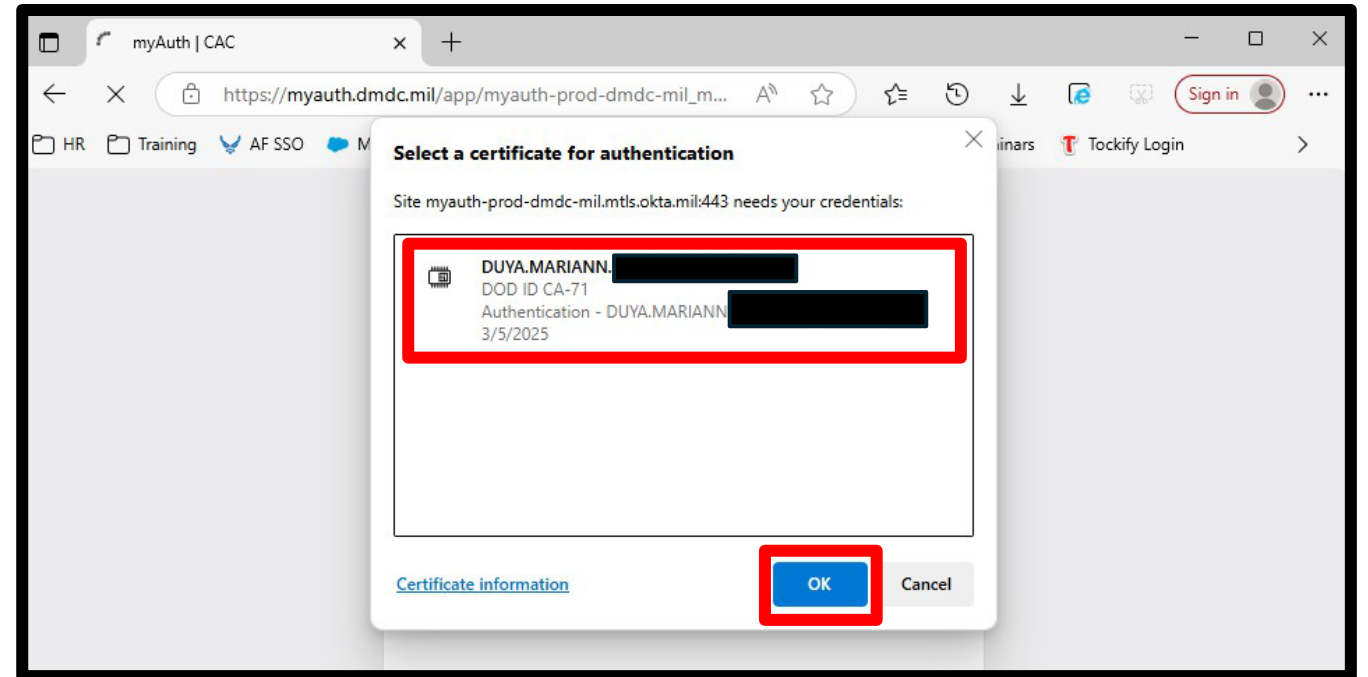 myAuth | CAC
https://myauth.dmdc.mil/app/myauth-prod-dmdc-mil_m...
Sign in
HR Training AF SSO M inars Tockify Login
Select a certificate for authentication
Site myauth-prod-dmdc-mil.mtls.okta.mil:443 needs your credentials:
DUYA.MARIANN.
DOD ID CA-71
Authentication - DUYA.MARIANN
3/5/2025
Certificate information
OK Cancel